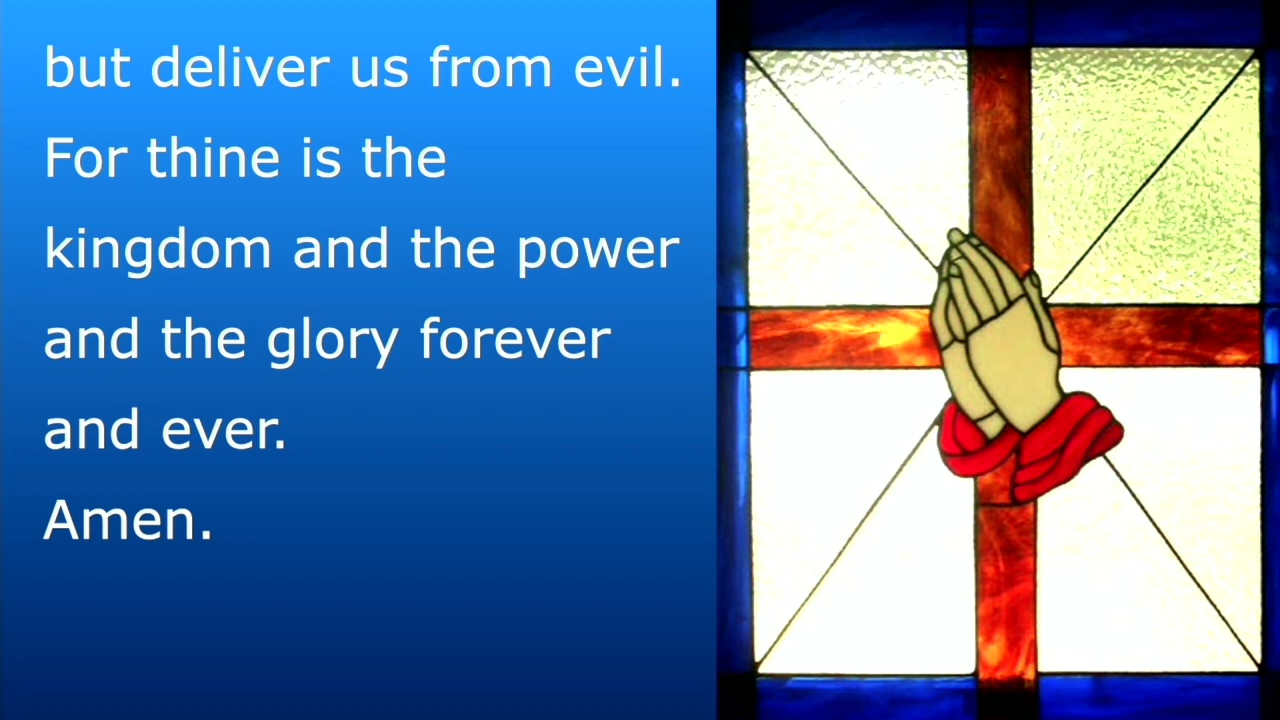 but deliver us from evil.
For thine is the
kingdom and the power
and the glory forever
and ever.
Amen.